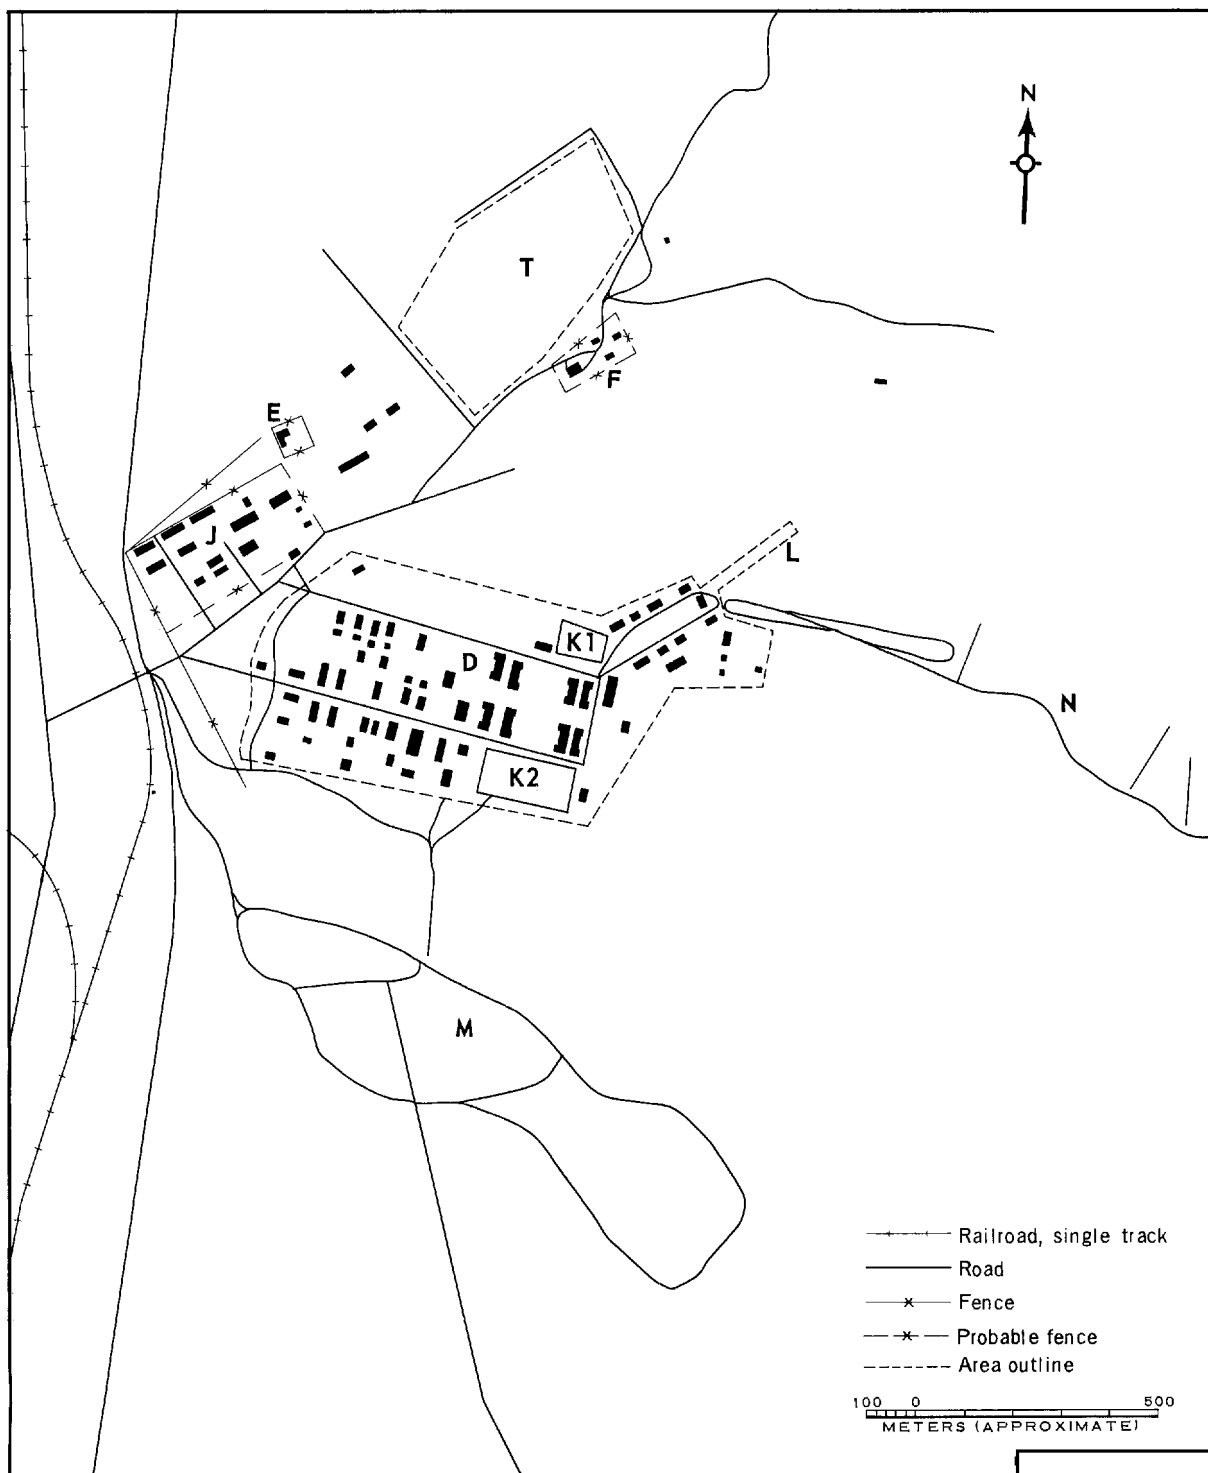 N
T
F
E
J
L
K1
D
N
K2
M
Railroad, single track
Road
Fence
Probable fence
Area outline
100 0 500
METERS (APPROXIMATE)